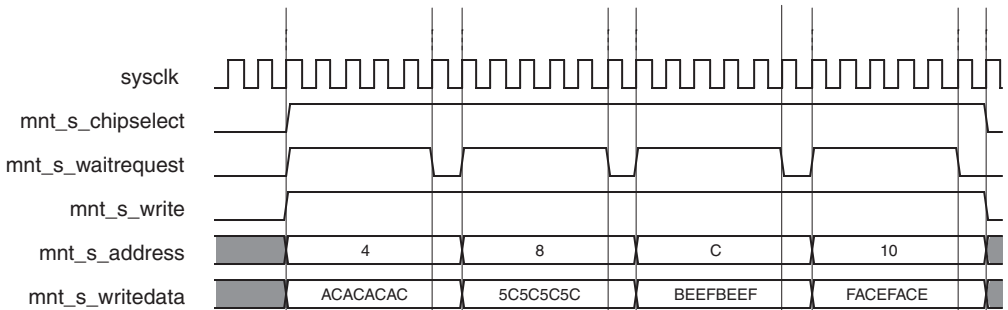 sysclk
mnt_s_chipselect
mnt_s_waitrequest
mnt_s_write
mnt_s_address 4 8 C 10
mnt_s_writedata ACACACAC 5C5C5C5C BEEFBEEF FACEFACE